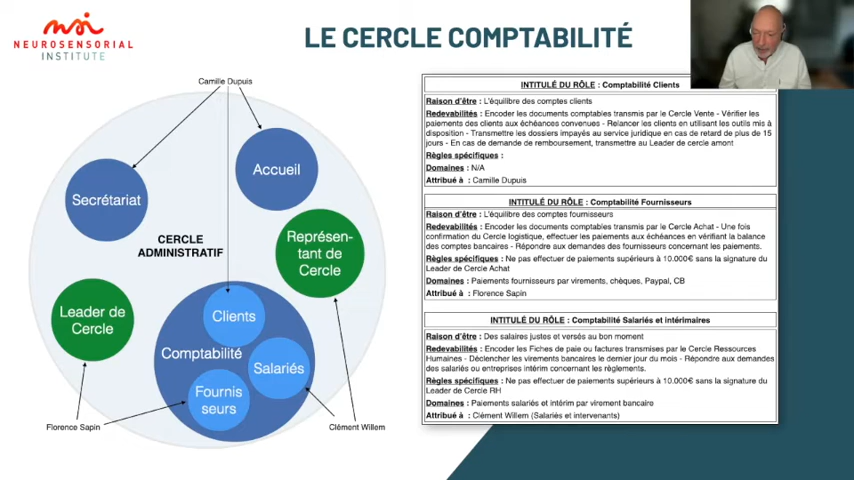 NEUROSENSORIAL
INSTITUTE
LE CERCLE COMPTABILITÉ
Camille Dupuis
Accueil
Secrétariat
CERCLE
ADMINISTRATIF
Représen-
tant de
Cercle
Leader de
Cercle
Clients
Comptabilité
Salariés
Fournis
seurs
Florence Sapin
Clément Willem
INTITULÉ DU RÔLE : Comptabilité Clients
Raison d'être : L'équilibre des comptes clients
Redevabilités : Encoder les documents comptables transmis par le Cercle Vente - Vérifier les
paiements des clients aux échéances convenues - Relancer les clients en utilisant les outils mis à
disposition - Transmettre les dossiers impayés au service juridique en cas de retard de plus de 15
jours - En cas de demande de remboursement, transmettre au Leader de cercle amont
Règles spécifiques :
Domaines : N/A
Attribué à : Camille Dupuis
INTITULÉ DU RÔLE : Comptabilité Fournisseurs
Raison d'être : L'équilibre des comptes fournisseurs
Redevabilités : Encoder les documents comptables transmis par le Cercle Achat - Une fois
confirmation du Cercle logistique, effectuer les paiements aux échéances en vérifiant la balance
des comptes bancaires - Répondre aux demandes des fournisseurs concernant les paiements.
Règles spécifiques : Ne pas effectuer de paiements supérieurs à 10.000€ sans la signature du
Leader de Cercle Achat
Domaines : Paiements fournisseurs par virements, chèques, Paypal, CB
Attribué à : Florence Sapin
INTITULÉ DU RÔLE : Comptabilité Salariés et intérimaires
Raison d'être : Des salaires justes et versés au bon moment
Redevabilités : Encoder les Fiches de paie ou factures transmises par le Cercle Ressources
Humaines - Déclencher les virements bancaires le dernier jour du mois - Répondre aux demandes
des salariés ou entreprises intérim concernant les règlements.
Règles spécifiques : Ne pas effectuer de paiements supérieurs à 10.000€ sans la signature du
Leader de Cercle RH
Domaines : Paiements salariés et intérim par virement bancaire
Attribué à : Clément Willem (Salariés et intervenants)